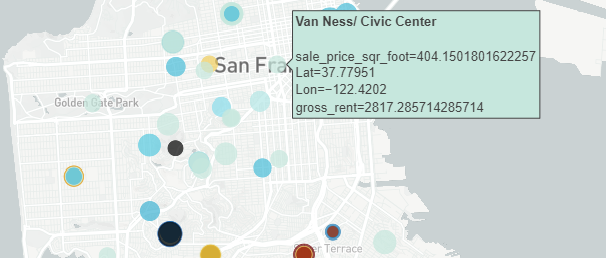 Van Ness/ Civic Center
sale_price_sqr_foot=404.1501801622257
Lat=37.77951
Lon=−122.4202
gross_rent=2817.285714285714
San Fra
Golden Gate Park
Terrace